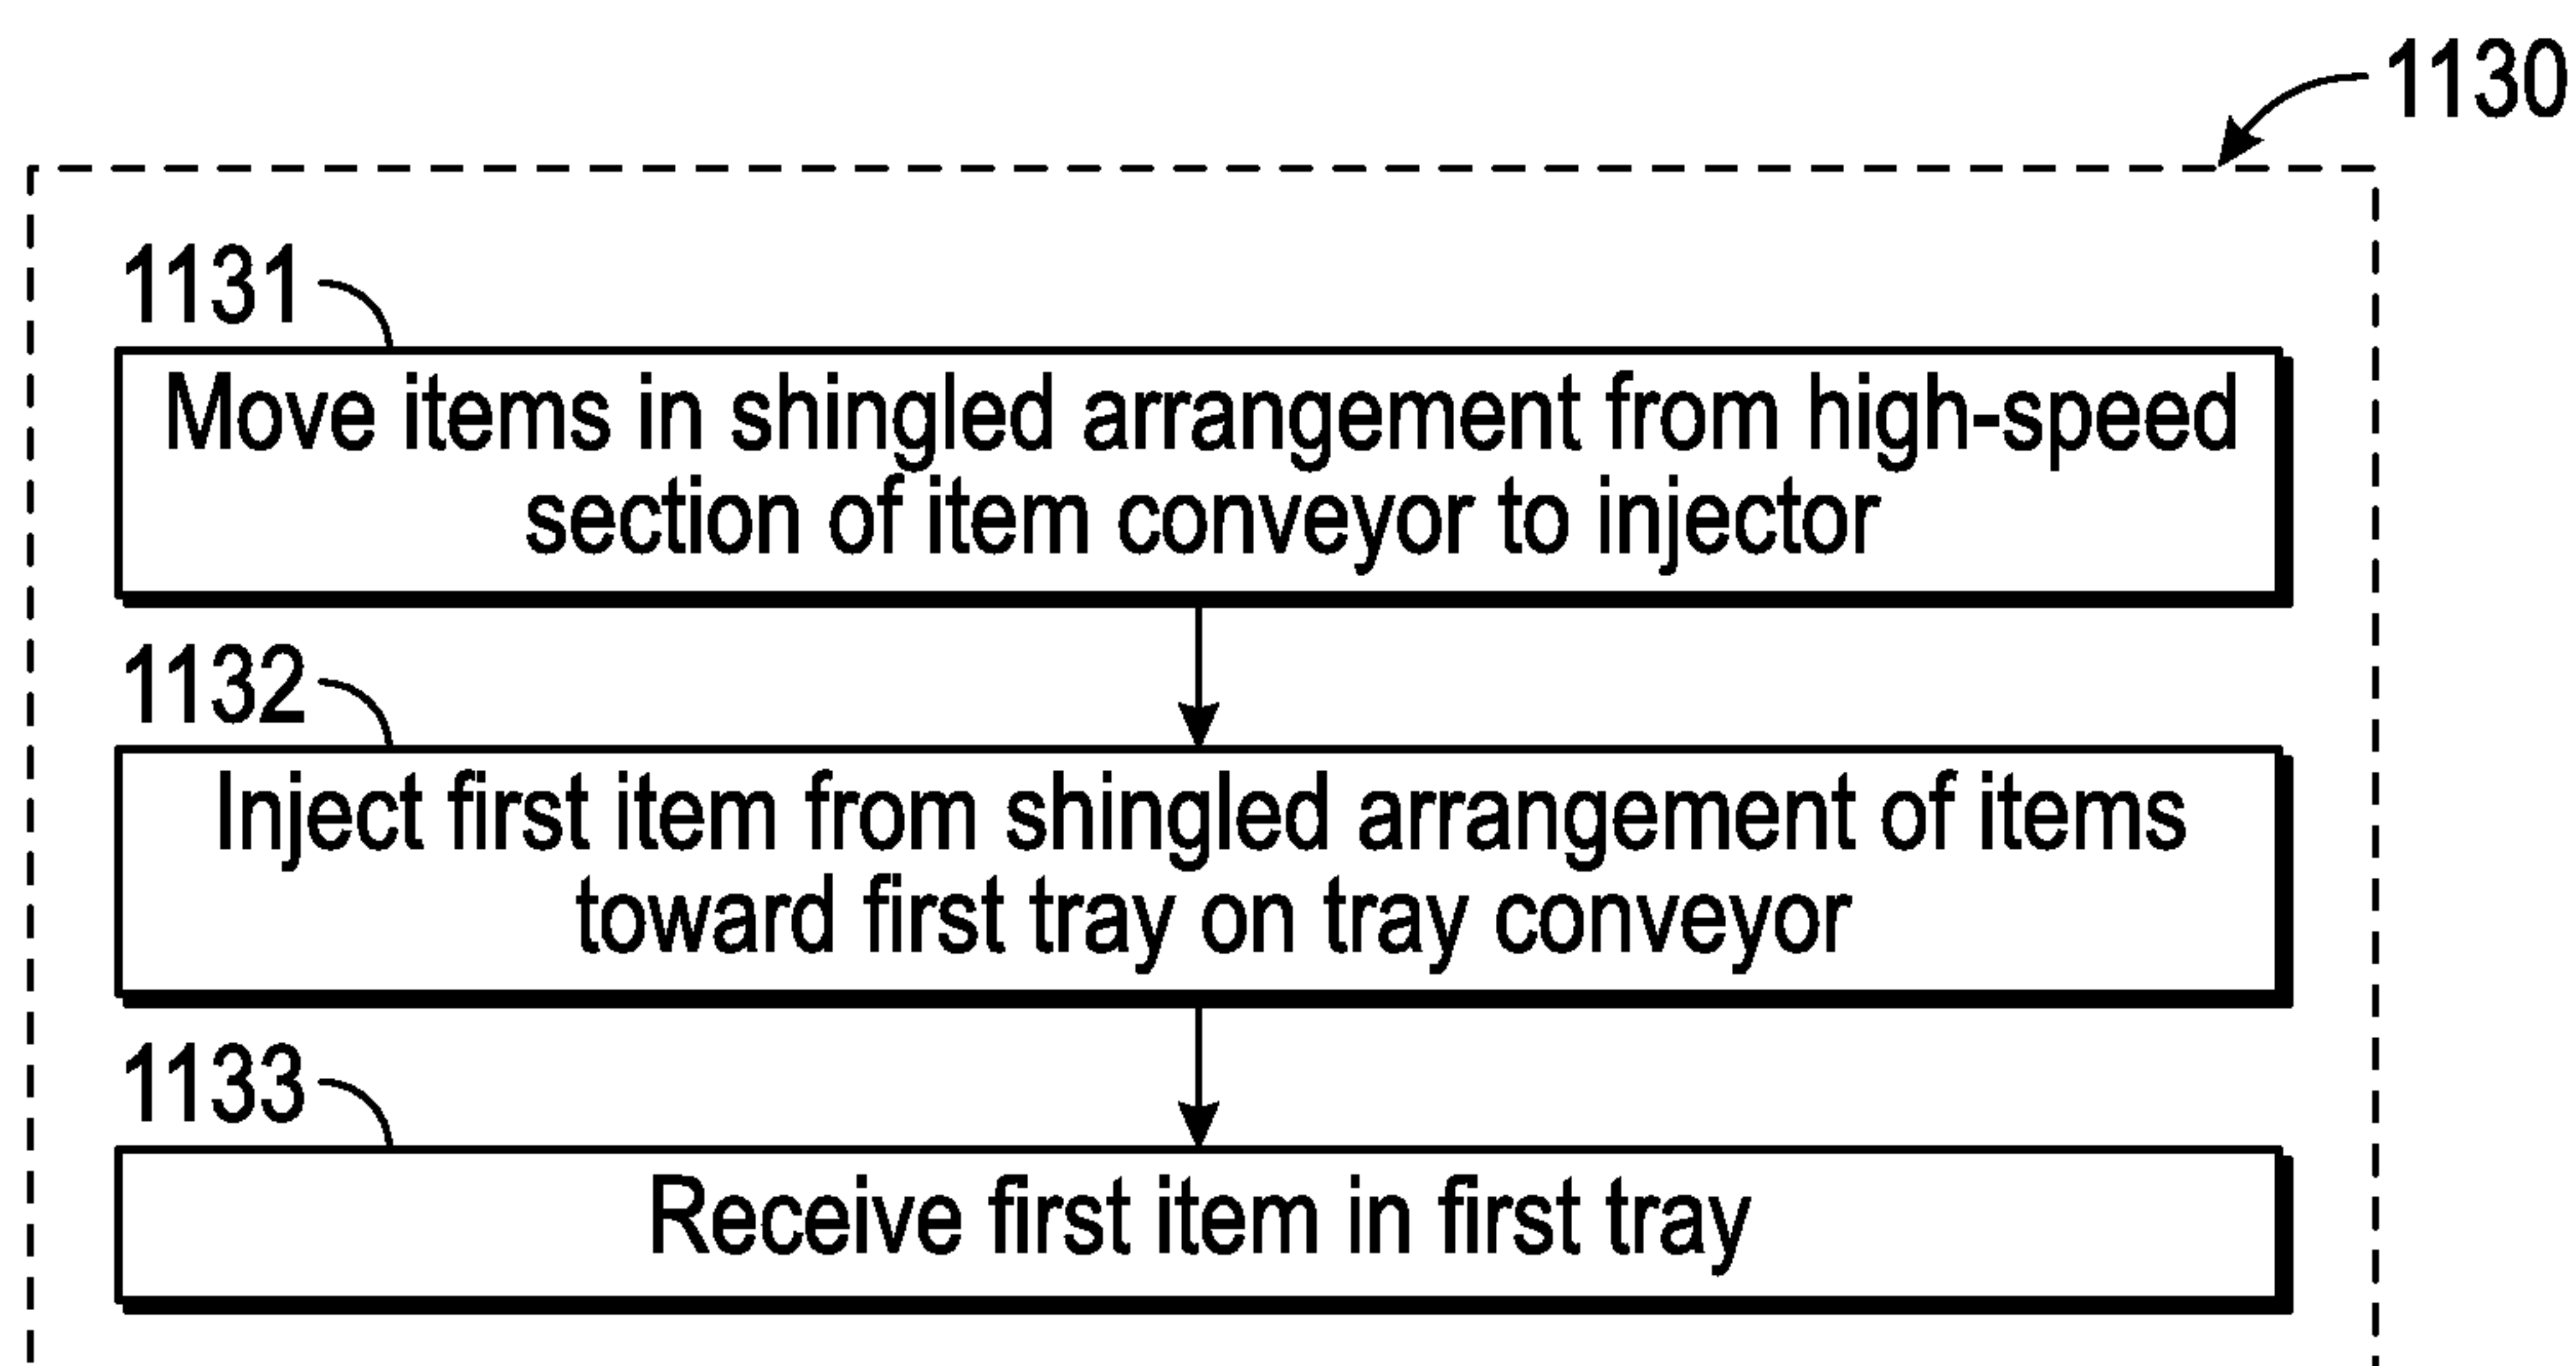 1130
1131
Move items in shingled arrangement from high-speed
section of item conveyor to injector
1132
Inject first item from shingled arrangement of items
toward first tray on tray conveyor
1133
Receive first item in first tray